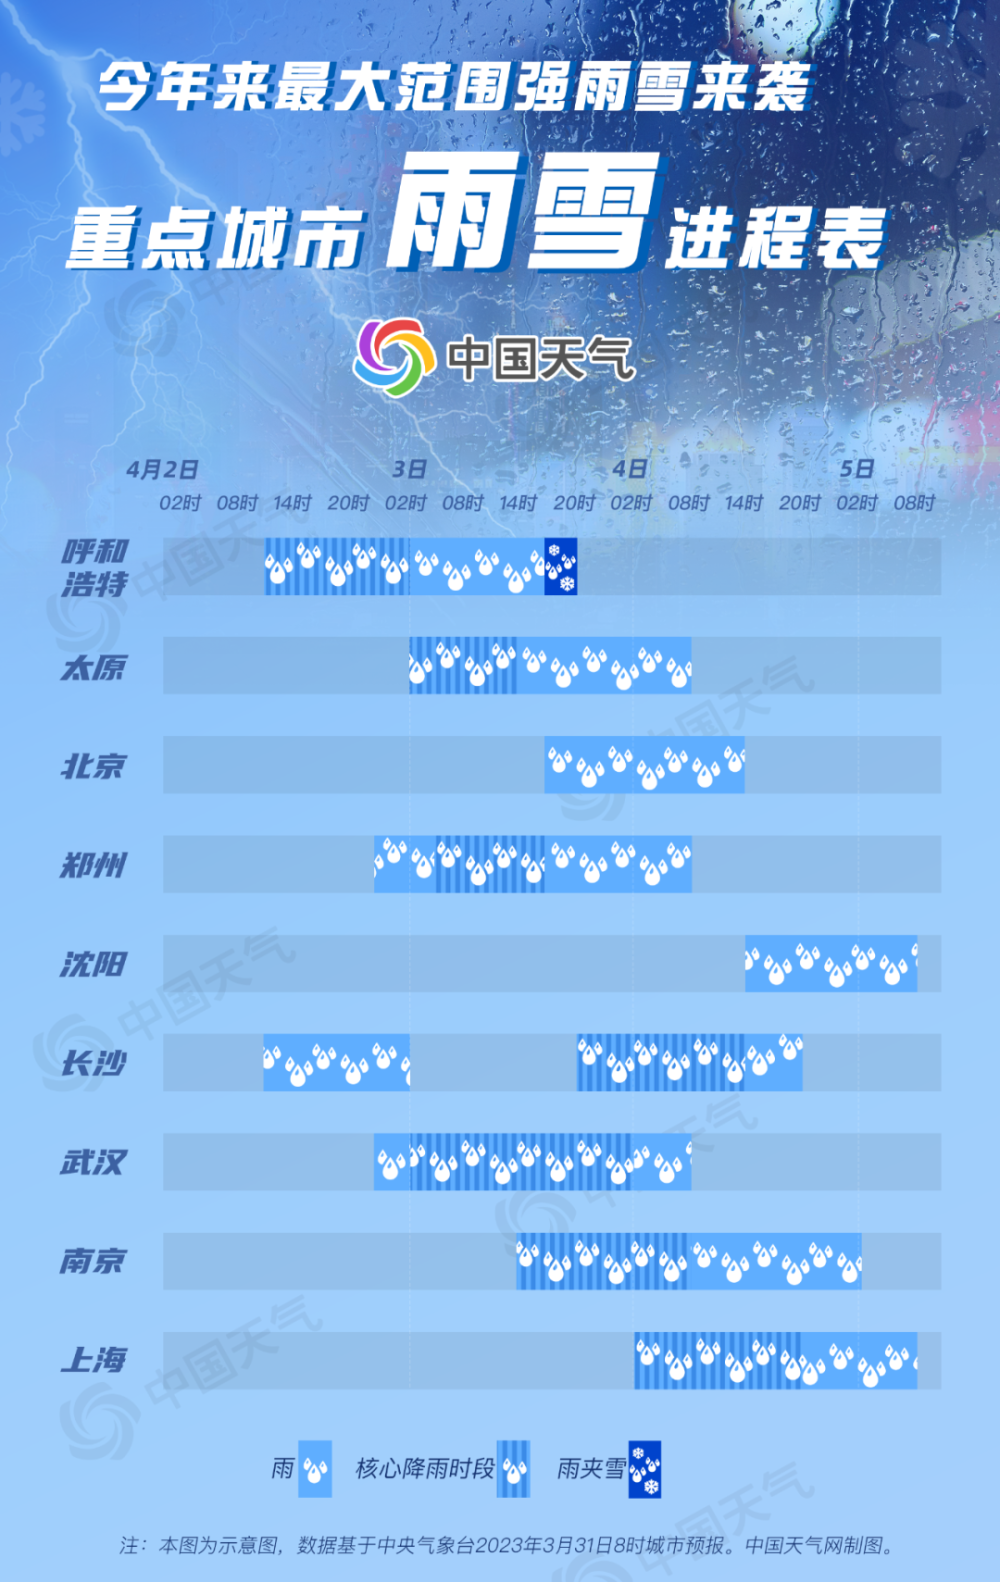 今年来最大范围强雨雪来袭
重点城市雨雪进程表
中国天气
4月2日 3日 4日 5日
02时 08时 14时 20时 02时 08时 14时 20时 02时 08时 14时 20时 02时 08时
呼和
浩特
太原
北京
郑州
沈阳
长沙
武汉
南京
上海
雨 核心降雨时段 雨夹雪
注：本图为示意图，数据基于中央气象台2023年3月31日8时城市预报。中国天气网制图。